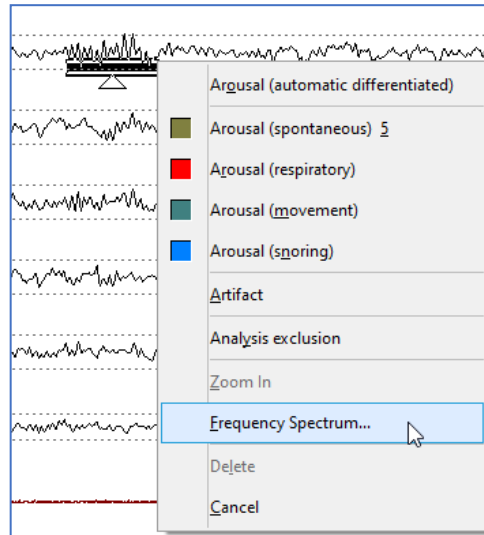 Arousal (automatic differentiated)
Arousal (spontaneous) 5
Arousal (respiratory)
Arousal (movement)
Arousal (snoring)
Artifact
Analysis exclusion
Zoom In
Frequency Spectrum...
Delete
Cancel